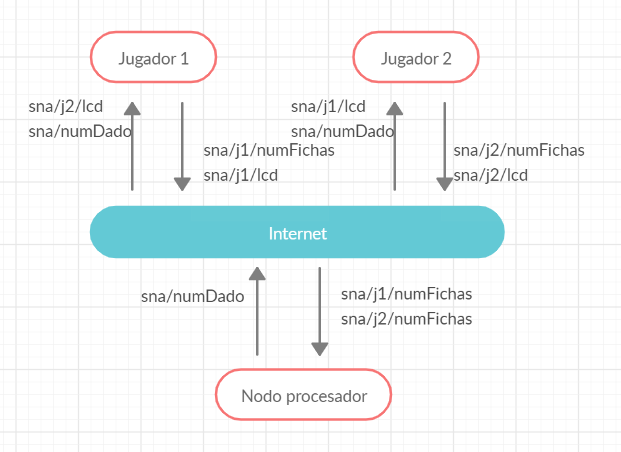 Jugador 1
Jugador 2
sna/j2/lcd
sna/numDado
sna/j1/numFichas
sna/j1/lcd
sna/j1/lcd
sna/numDado
sna/j2/numFichas
sna/j2/lcd
Internet
sna/numDado
sna/j1/numFichas
sna/j2/numFichas
Nodo procesador